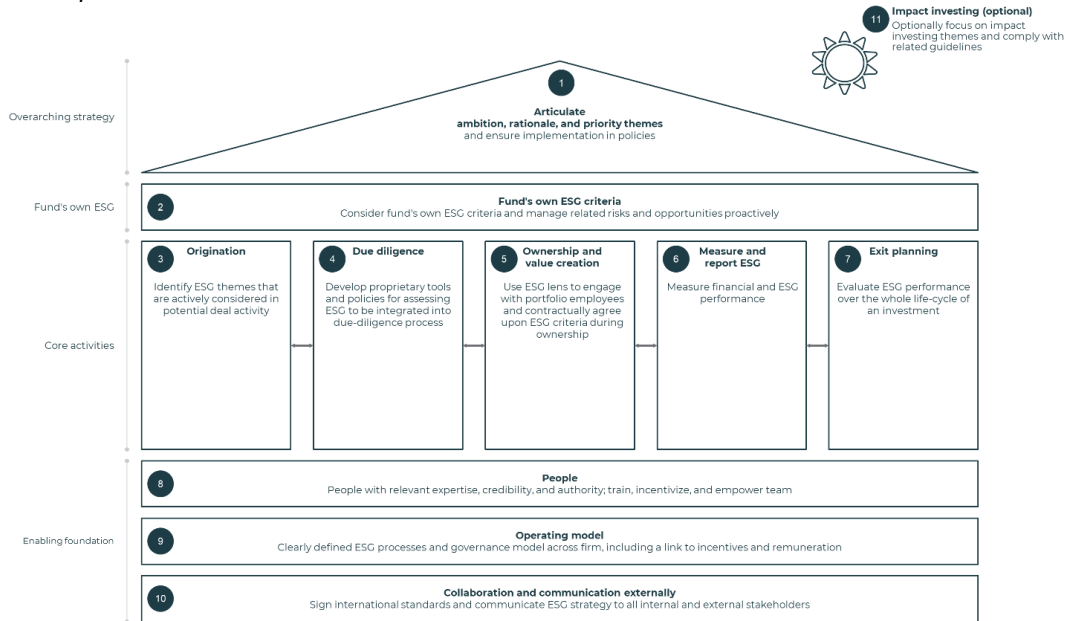 11
Impact investing (optional)
Optionally focus on impact
investing themes and comply with
related guidelines
Overarching strategy
1
Articulate
ambition, rationale, and priority themes
and ensure implementation in policies
Fund's own ESG
2
Fund's own ESG criteria
Consider fund's own ESG criteria and manage related risks and opportunities proactively
Core activities
3
Origination
Identify ESG themes that
are actively considered in
potential deal activity
4
Due diligence
Develop proprietary tools
and policies for assessing
ESG to be integrated into
due-diligence process
5
Ownership and
value creation
Use ESG lens to engage
with portfolio employees
and contractually agree
upon ESG criteria during
ownership
6
Measure and
report ESG
Measure financial and ESG
performance
7
Exit planning
Evaluate ESG performance
over the whole life-cycle of
an investment
Enabling foundation
8
People
People with relevant expertise, credibility, and authority; train, incentivize, and empower team
9
Operating model
Clearly defined ESG processes and governance model across firm, including a link to incentives and remuneration
10
Collaboration and communication externally
Sign international standards and communicate ESG strategy to all internal and external stakeholders